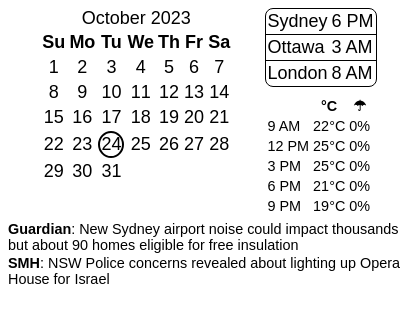 October 2023
Su Mo Tu We Th Fr Sa
1 2 3 4 5 6 7
8 9 10 11 12 13 14
15 16 17 18 19 20 21
22 23 24 25 26 27 28
29 30 31
Sydney 6 PM
Ottawa 3 AM
London 8 AM
°C ☂
9 AM 22°C 0%
12 PM 25°C 0%
3 PM 25°C 0%
6 PM 21°C 0%
9 PM 19°C 0%
Guardian: New Sydney airport noise could impact thousands
but about 90 homes eligible for free insulation
SMH: NSW Police concerns revealed about lighting up Opera
House for Israel